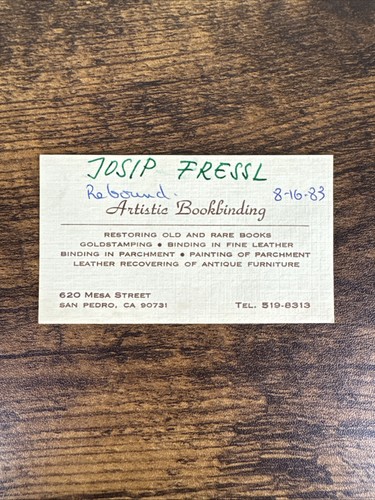 JOSIP FRESSL
Rebound. 8-16-83
Artistic Bookbinding
RESTORING OLD AND RARE BOOKS
GOLDSTAMPING • BINDING IN FINE LEATHER
BINDING IN PARCHMENT • PAINTING OF PARCHMENT
LEATHER RECOVERING OF ANTIQUE FURNITURE
620 MESA STREET
SAN PEDRO, CA 90731 TEL. 519-8313